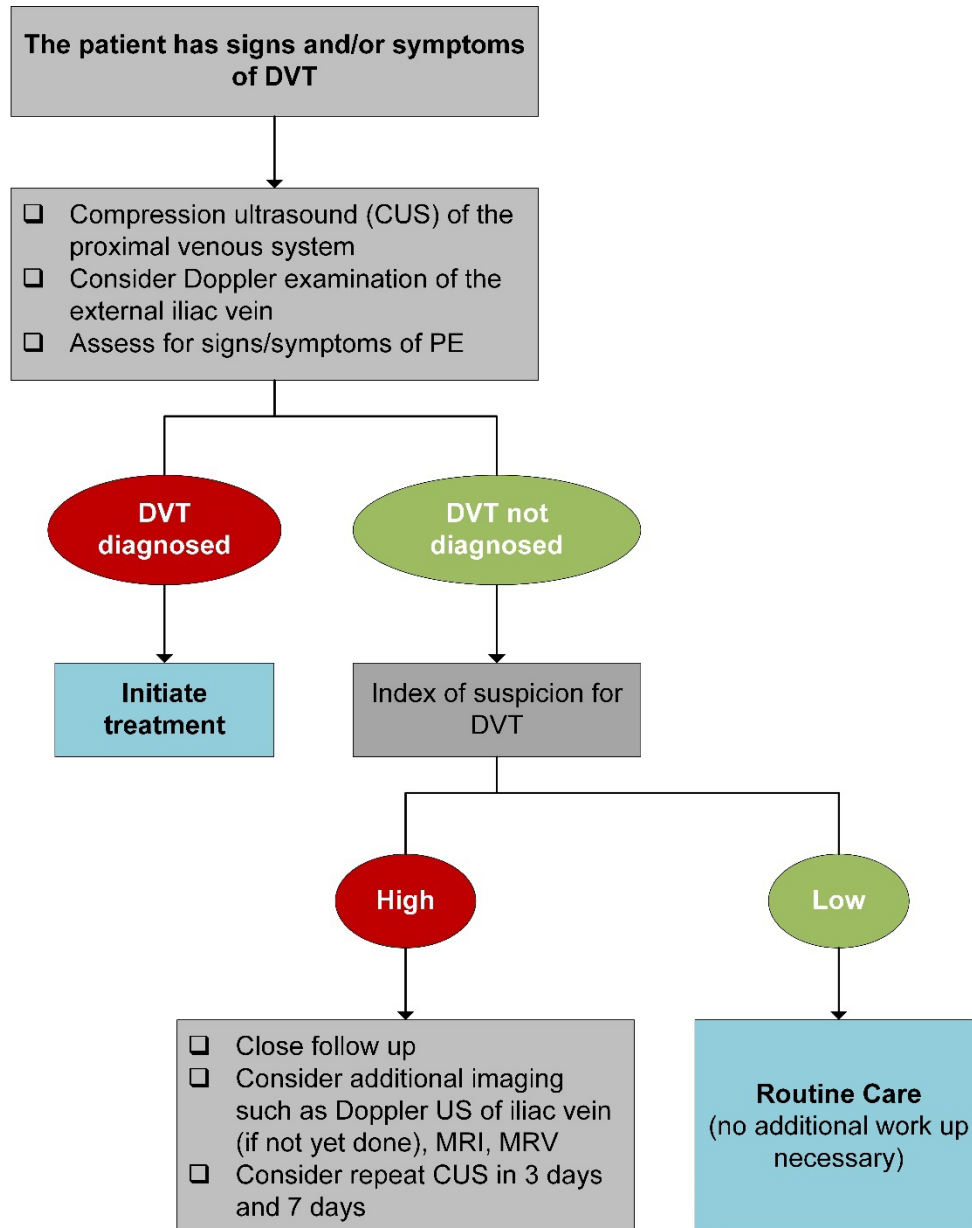 The patient has signs and/or symptoms
of DVT
Compression ultrasound (CUS) of the
proximal venous system
Consider Doppler examination of the
external iliac vein
Assess for signs/symptoms of PE
DVT
diagnosed
DVT not
diagnosed
Initiate
treatment
Index of suspicion for
DVT
High
Low
Close follow up
Consider additional imaging
such as Doppler US of iliac vein
(if not yet done), MRI, MRV
Consider repeat CUS in 3 days
and 7 days
Routine Care
(no additional work up
necessary)